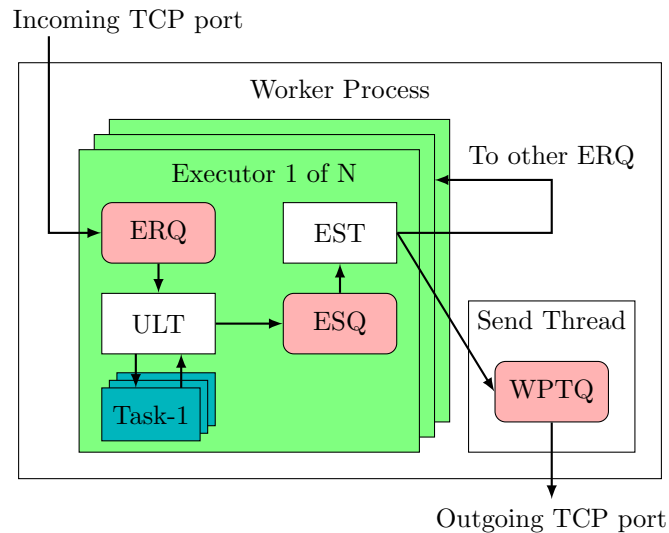 Incoming TCP port
Worker Process
To other ERQ
Executor 1 of N
ERQ
EST
ULT
ESQ
Send Thread
WPTQ
Task-1
Outgoing TCP port